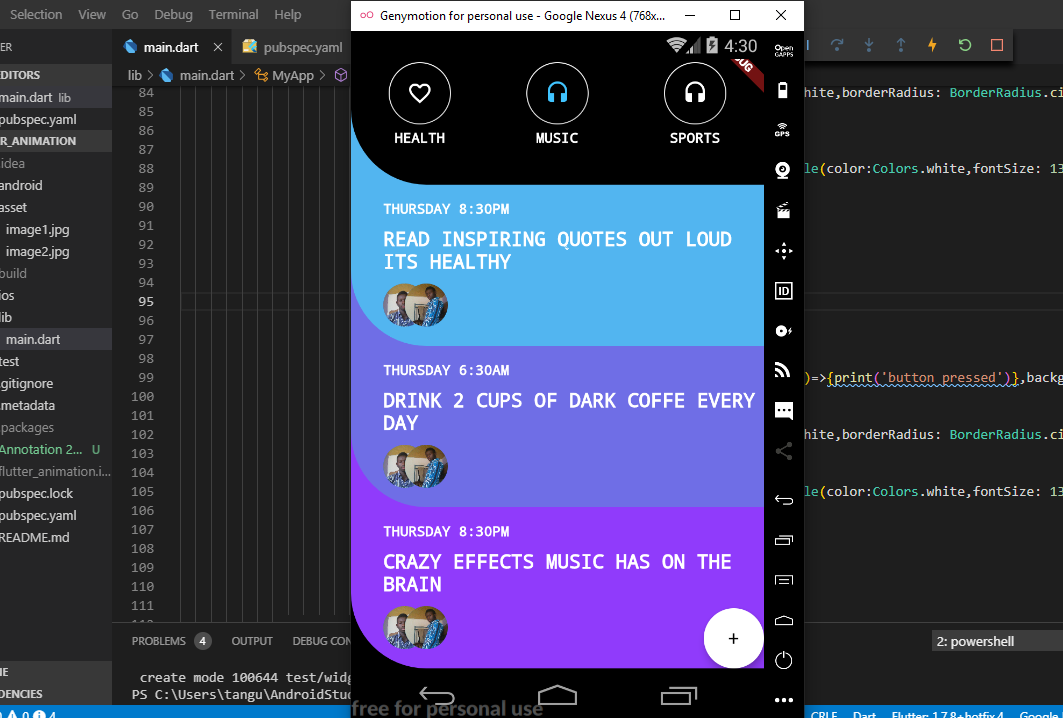 Selection View Go Debug Terminal Help
Genymotion for personal use - Google Nexus 4 (768x...
ER
main.dart
pubspec.yaml
EDITORS
lib > main.dart > MyApp >
main.dart lib
pubspec.yaml
R_ANIMATION
idea
android
asset
image1.jpg
image2.jpg
build
ios
lib
main.dart
test
.gitignore
.metadata
.packages
Annotation 2... U
flutter_animation.i...
pubspec.lock
pubspec.yaml
README.md
84
85
86
87
88
89
90
91
92
93
94
95
96
97
98
99
100
101
102
103
104
105
106
107
108
109
110
111
4:30
HEALTH
MUSIC
SPORTS
THURSDAY 8:30PM
READ INSPIRING QUOTES OUT LOUD
ITS HEALTHY
THURSDAY 6:30AM
DRINK 2 CUPS OF DARK COFFE EVERY
DAY
THURSDAY 8:30PM
CRAZY EFFECTS MUSIC HAS ON THE
BRAIN
+
free for personal use
Open
GAPPS
GPS
ID
hite,borderRadius: BorderRadius.ci
le(color:Colors.white,fontSize: 13
)=>{print('button pressed')},backg
hite,borderRadius: BorderRadius.ci
le(color:Colors.white,fontSize: 13
PROBLEMS 4 OUTPUT DEBUG CON
2: powershell
create mode 100644 test/widg
PS C:\Users\tangu\AndroidStud
NE
DENCIES
0 0 4
CRLF Dart Flutter: 1.7.8+hotfix.4 Google